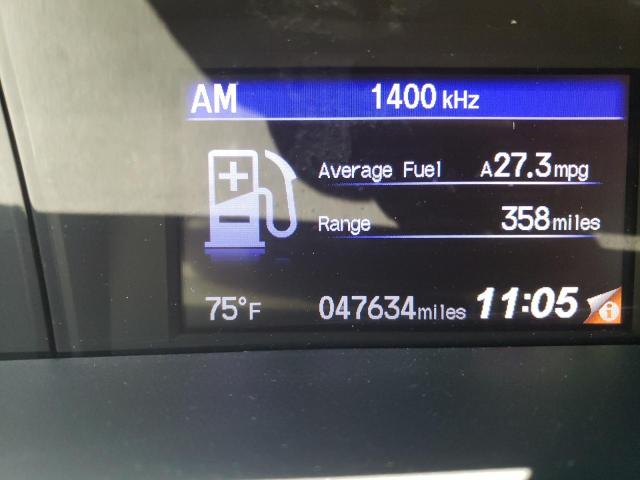 AM 1400 kHz
Average Fuel A27.3mpg
Range 358miles
75°F 047634miles 11:05 i